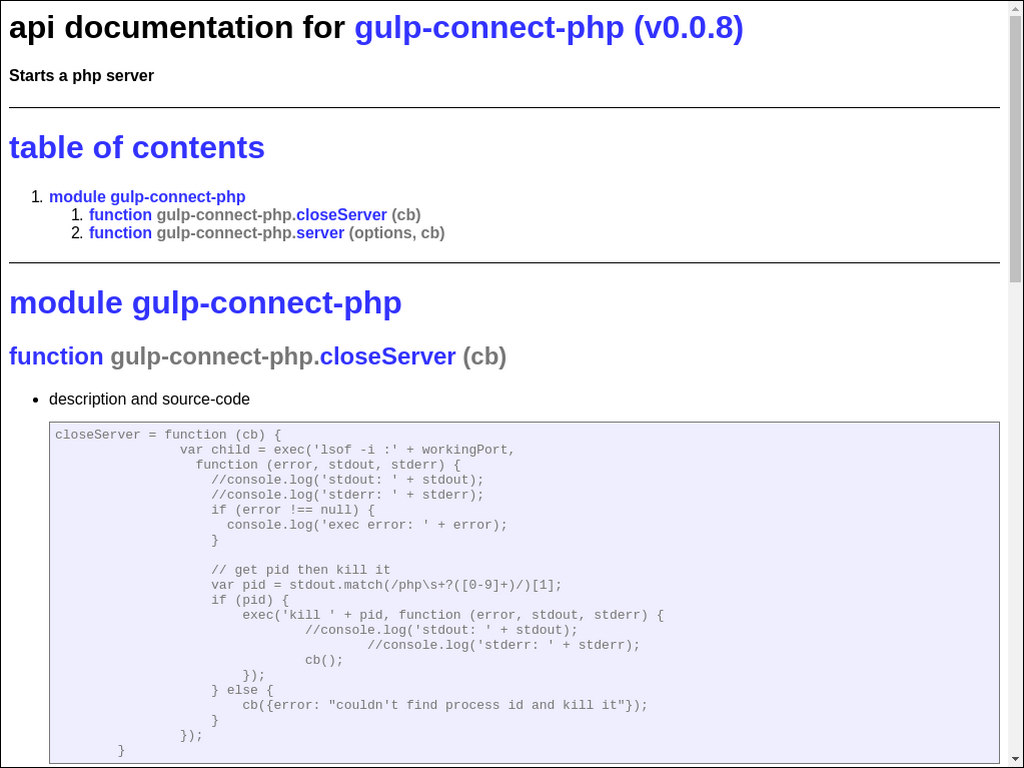 api documentation for gulp-connect-php (v0.0.8)
Starts a php server
table of contents
1. module gulp-connect-php
1. function gulp-connect-php.closeServer (cb)
2. function gulp-connect-php.server (options, cb)
module gulp-connect-php
function gulp-connect-php.closeServer (cb)
• description and source-code
closeServer = function (cb) {
                var child = exec('lsof -i :' + workingPort,
                  function (error, stdout, stderr) {
                    //console.log('stdout: ' + stdout);
                    //console.log('stderr: ' + stderr);
                    if (error !== null) {
                      console.log('exec error: ' + error);
                    }

                    // get pid then kill it
                    var pid = stdout.match(/php\s+?([0-9]+)/)[1];
                    if (pid) {
                        exec('kill ' + pid, function (error, stdout, stderr) {
                                //console.log('stdout: ' + stdout);
                                        //console.log('stderr: ' + stderr);
                                cb();
                        });
                    } else {
                        cb({error: "couldn't find process id and kill it"});
                    }
                });
        }